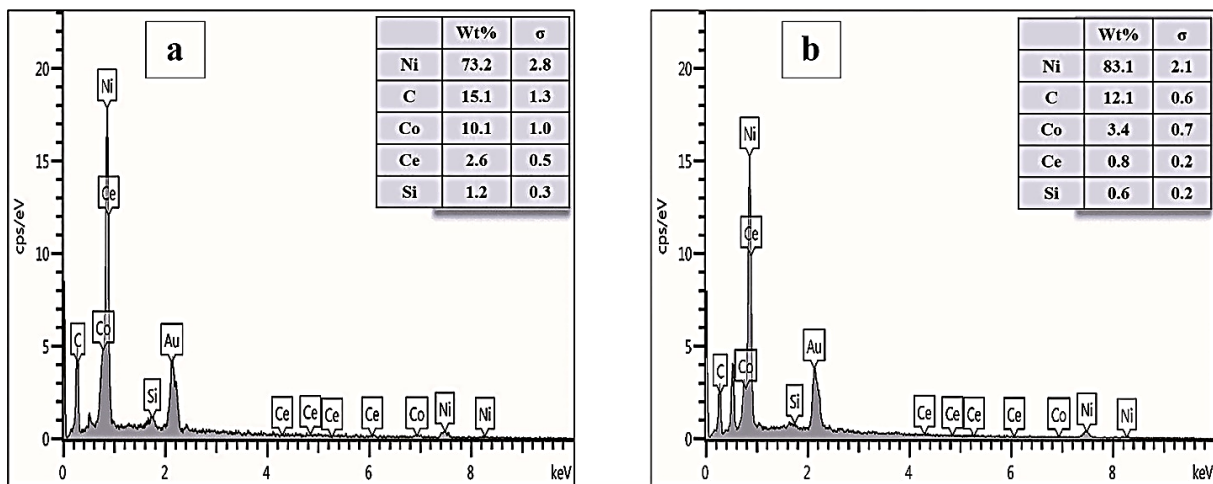 a
Wt% σ
Ni 73.2 2.8
C 15.1 1.3
Co 10.1 1.0
Ce 2.6 0.5
Si 1.2 0.3
20
15
10
5
0
cps/eV
Ni
Ce
Co
C
Si
Au
Ce
Ce
Ce
Ce
Co
Ni
Ni
0 2 4 6 8 keV
b
Wt% σ
Ni 83.1 2.1
C 12.1 0.6
Co 3.4 0.7
Ce 0.8 0.2
Si 0.6 0.2
20
15
10
5
0
cps/eV
Ni
Ce
Co
C
Si
Au
Ce
Ce
Ce
Ce
Co
Ni
Ni
0 2 4 6 8 keV